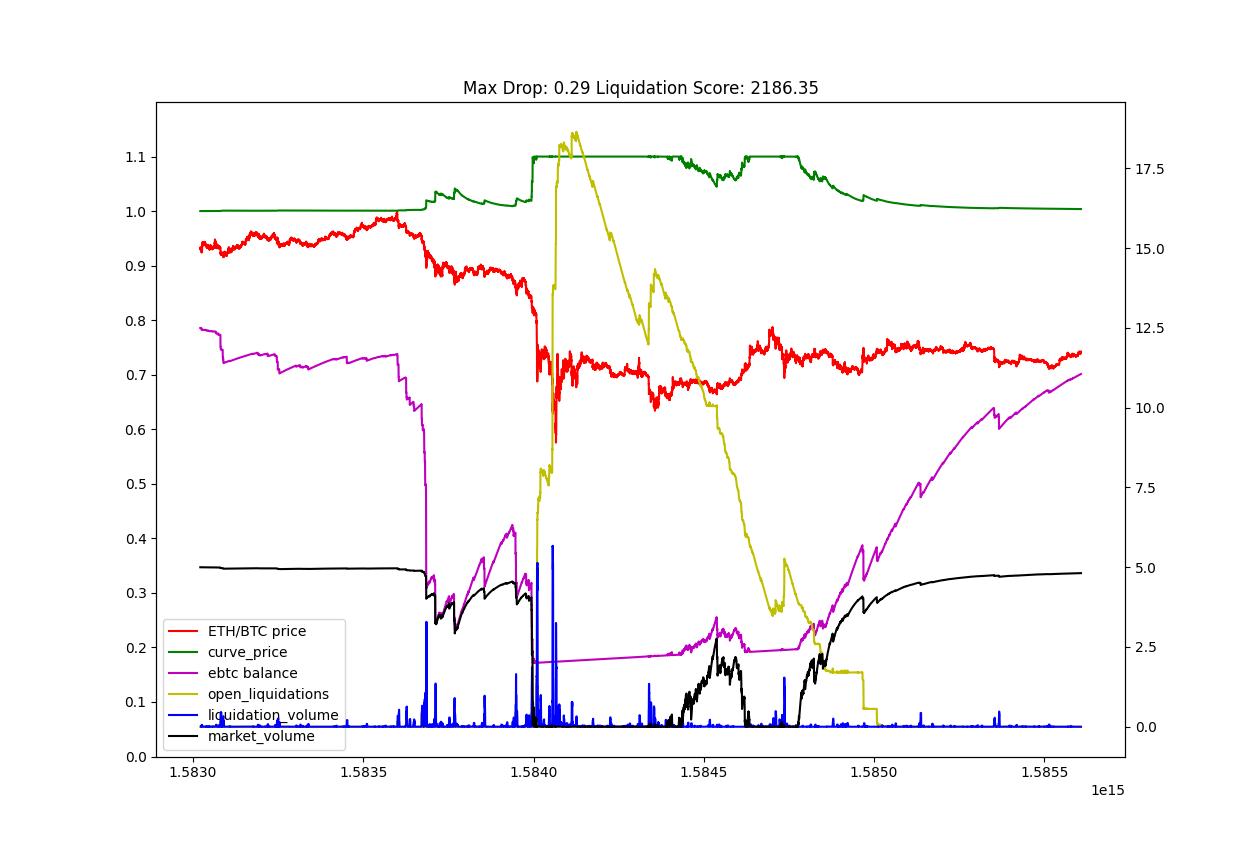 Max Drop: 0.29 Liquidation Score: 2186.35
1.1
1.0
0.9
0.8
0.7
0.6
0.5
0.4
0.3
0.2
0.1
0.0
17.5
15.0
12.5
10.0
7.5
5.0
2.5
0.0
ETH/BTC price
curve_price
ebtc balance
open_liquidations
liquidation_volume
market_volume
1.5830 1.5835 1.5840 1.5845 1.5850 1.5855
1e15